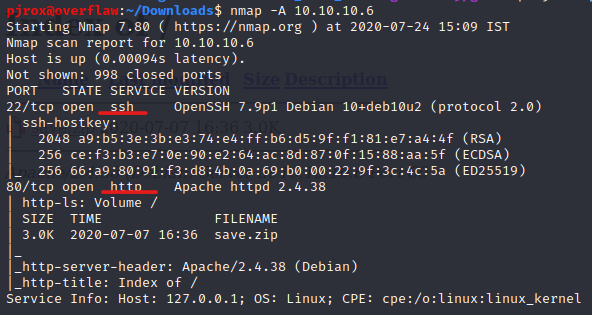 pjrox@overflaw:~/Downloads$ nmap -A 10.10.10.6
Starting Nmap 7.80 ( https://nmap.org ) at 2020-07-24 15:09 IST
Nmap scan report for 10.10.10.6
Host is up (0.00094s latency).
Not shown: 998 closed ports
PORT   STATE SERVICE VERSION
22/tcp open  ssh     OpenSSH 7.9p1 Debian 10+deb10u2 (protocol 2.0)
| ssh-hostkey:
|   2048 a9:b5:3e:3b:e3:74:e4:ff:b6:d5:9f:f1:81:e7:a4:4f (RSA)
|   256 ce:f3:b3:e7:0e:90:e2:64:ac:8d:87:0f:15:88:aa:5f (ECDSA)
|_  256 66:a9:80:91:f3:d8:4b:0a:69:b0:00:22:9f:3c:4c:5a (ED25519)
80/tcp open  http    Apache httpd 2.4.38
| http-ls: Volume /
| SIZE  TIME              FILENAME
| 3.0K  2020-07-07 16:36  save.zip
|_
|_http-server-header: Apache/2.4.38 (Debian)
|_http-title: Index of /
Service Info: Host: 127.0.0.1; OS: Linux; CPE: cpe:/o:linux:linux_kernel
Size Description